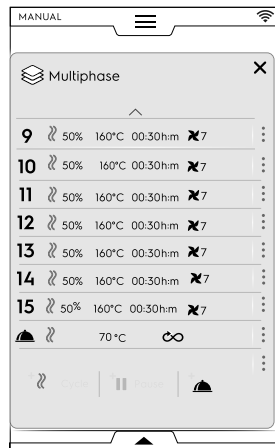 MANUAL
Multiphase
9 50% 160°C 00:30h:m 7
10 50% 160°C 00:30h:m 7
11 50% 160°C 00:30h:m 7
12 50% 160°C 00:30h:m 7
13 50% 160°C 00:30h:m 7
14 50% 160°C 00:30h:m 7
15 50% 160°C 00:30h:m 7
70°C ∞